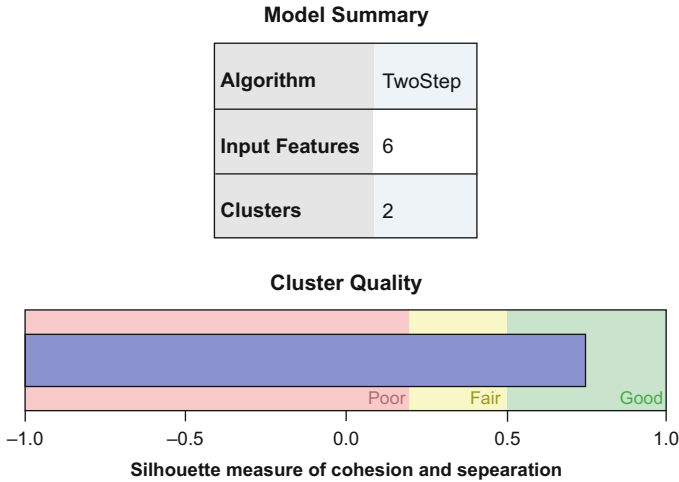 Model Summary
Algorithm TwoStep
Input Features 6
Clusters 2
Cluster Quality
Poor Fair Good
–1.0 –0.5 0.0 0.5 1.0
Silhouette measure of cohesion and sepearation